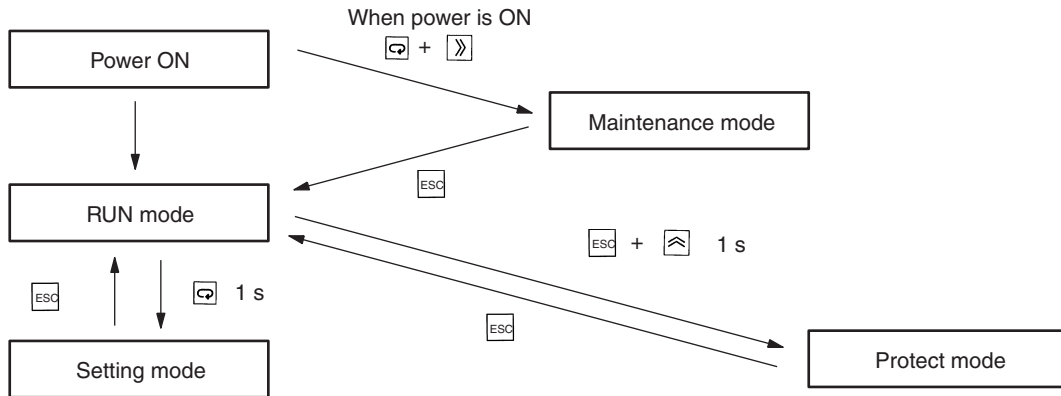 When power is ON
+
Power ON
Maintenance mode
ESC
RUN mode
ESC + 1 s
ESC
1 s
ESC
Setting mode
Protect mode